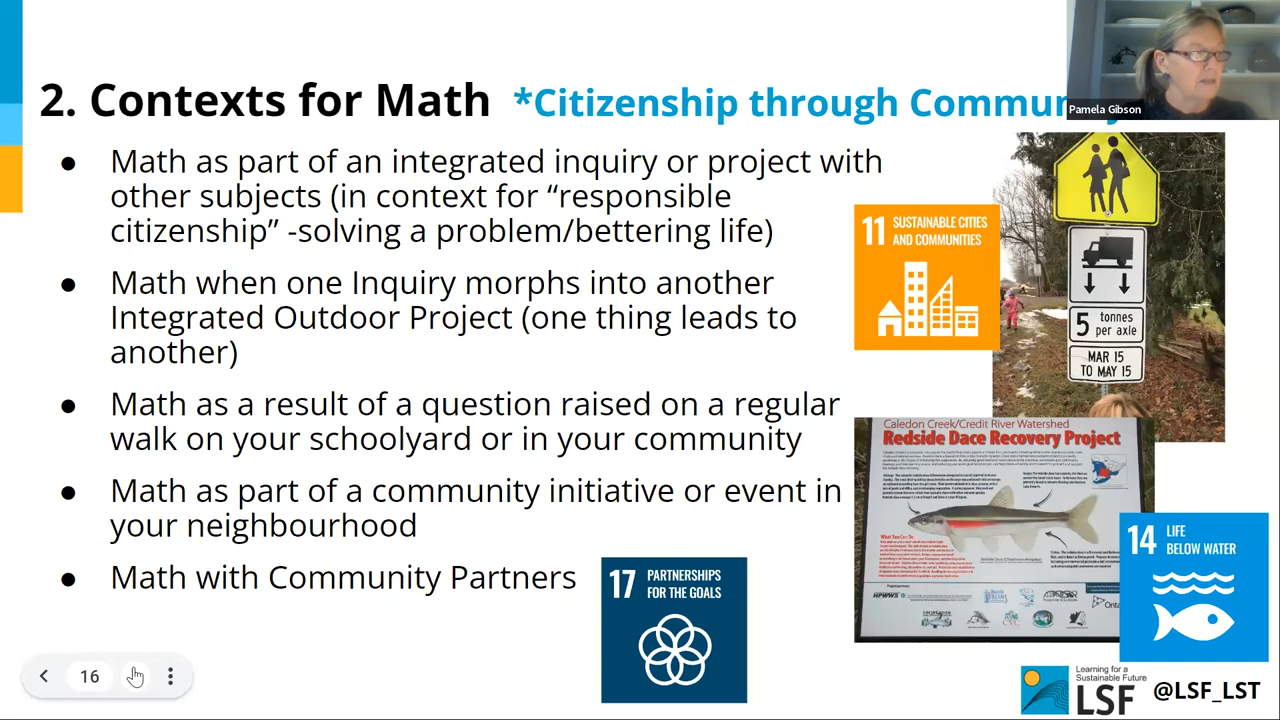 Pamela Gibson
2. Contexts for Math *Citizenship through
● Math as part of an integrated inquiry or project with
other subjects (in context for “responsible
citizenship” -solving a problem/bettering life)
● Math when one Inquiry morphs into another
Integrated Outdoor Project (one thing leads to
another)
● Math as a result of a question raised on a regular
walk on your schoolyard or in your community
● Math as part of a community initiative or event in
your neighbourhood
● Math with Community Partners
11 SUSTAINABLE CITIES
AND COMMUNITIES
5 tonnes
per axle
MAR 15
TO MAY 15
Caledon Creek/Credit River Watershed
Redside Dace Recovery Project
What You Can Do:
HPWWS
14 LIFE
BELOW WATER
17 PARTNERSHIPS
FOR THE GOALS
16
Learning for a
Sustainable Future
LSF
@LSF_LST